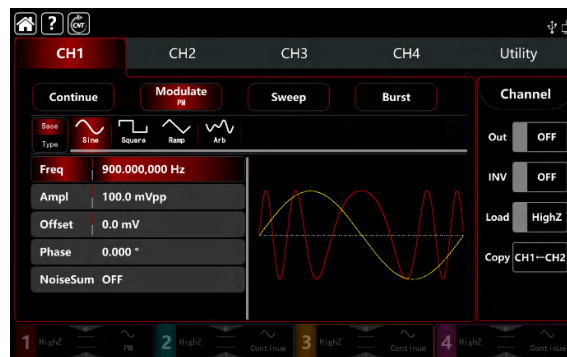 ? CNT
CH1 CH2 CH3 CH4 Utility
Continue Modulate PM Sweep Burst Channel
Base Type Sine Square Ramp Arb
Out OFF
Freq 900.000,000 Hz
INV OFF
Ampl 100.0 mVpp
Offset 0.0 mV
Load HighZ
Phase 0.000 °
Copy CH1←CH2
NoiseSum OFF
1 HighZ PM 2 HighZ Continue 3 HighZ Continue 4 HighZ Continue